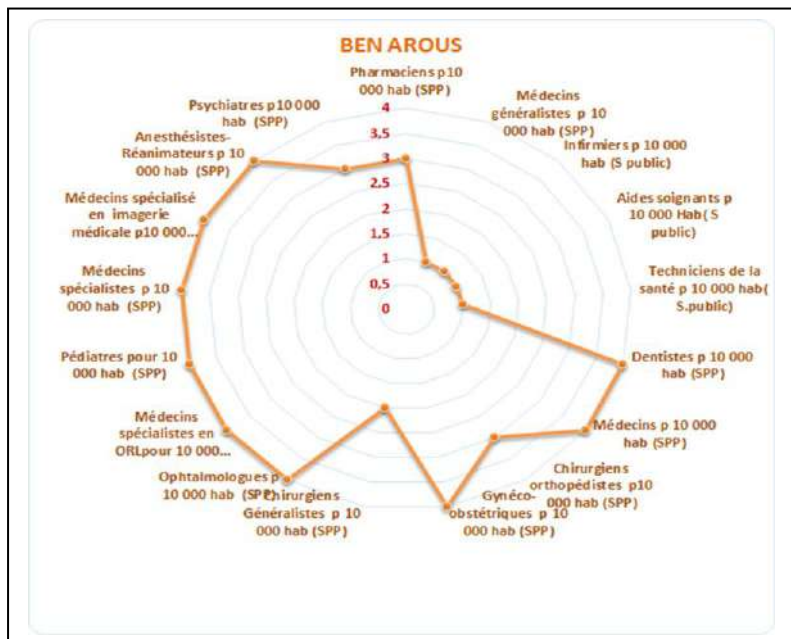 BEN AROUS
Pharmaciens p10
000 hab (SPP)
Médecins
généralistes p 10
000 hab (SPP)
Infirmiers p 10 000
hab (S public)
Aides soignants p
10 000 Hab( S
public)
Techniciens de la
santé p 10 000 hab(
S.public)
Dentistes p 10 000
hab (SPP)
Médecins p 10 000
hab (SPP)
Chirurgiens
orthopédistes p10
000 hab (SPP)
Gynéco-
obstétriques p 10
000 hab (SPP)
Chirurgiens
Généralistes p 10
000 hab (SPP)
Ophtalmologues p
10 000 hab (SPP)
Médecins
spécialistes en
ORLpour 10 000...
Pédiatres pour 10
000 hab (SPP)
Médecins
spécialistes p 10
000 hab (SPP)
Médecins spécialisé
en imagerie
médicale p10 000...
Anesthésistes-
Réanimateurs p 10
000 hab (SPP)
Psychiatres p10 000
hab (SPP)
4
3,5
3
2,5
2
1,5
1
0,5
0